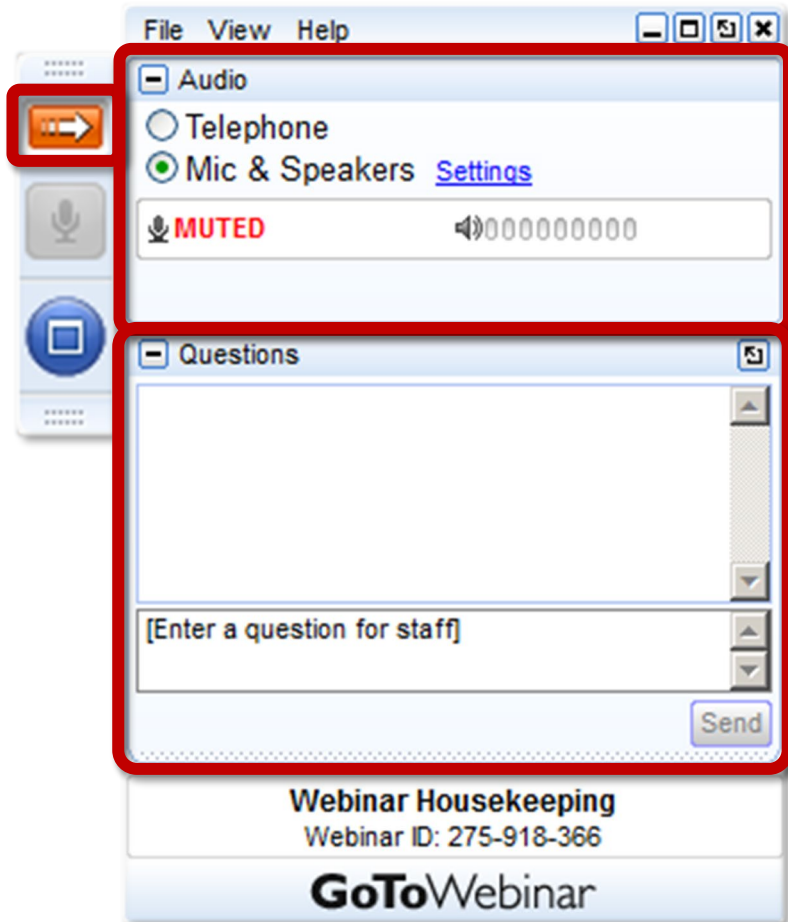 File View Help
Audio
Telephone
Mic & Speakers Settings
MUTED
Questions
[Enter a question for staff]
Send
Webinar Housekeeping
Webinar ID: 275-918-366
GoToWebinar